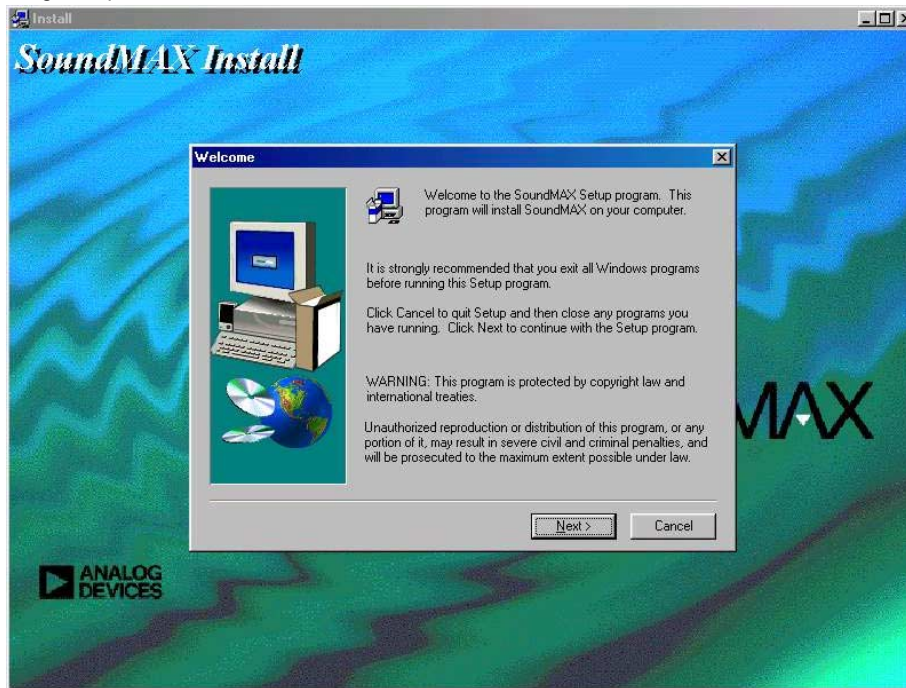 Install
SoundMAX Install
Welcome
Welcome to the SoundMAX Setup program. This
program will install SoundMAX on your computer.
It is strongly recommended that you exit all Windows programs
before running this Setup program.
Click Cancel to quit Setup and then close any programs you
have running. Click Next to continue with the Setup program.
WARNING: This program is protected by copyright law and
international treaties.
Unauthorized reproduction or distribution of this program, or any
portion of it, may result in severe civil and criminal penalties, and
will be prosecuted to the maximum extent possible under law.
MAX
Next >
Cancel
ANALOG
DEVICES